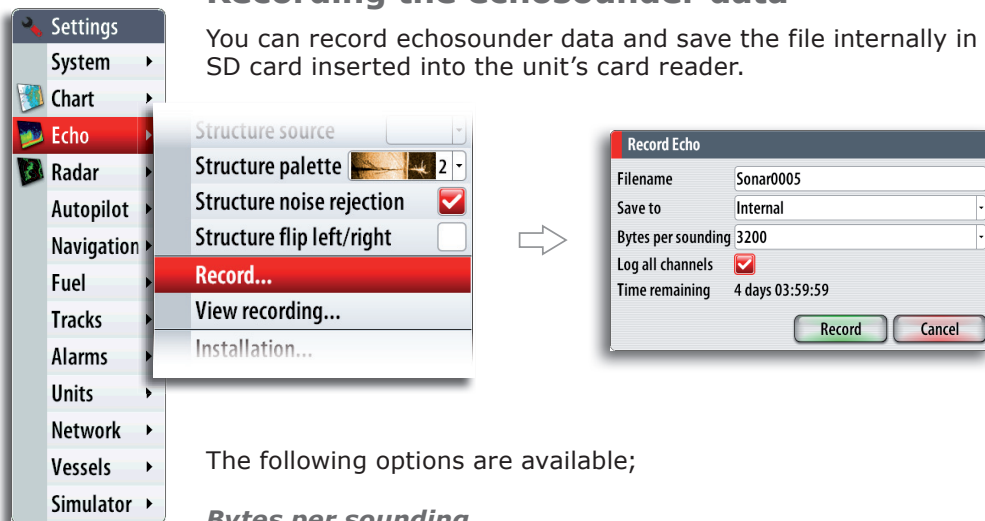 Recording the echosounder data
You can record echosounder data and save the file internally in
SD card inserted into the unit's card reader.
Settings
System
Chart
Echo
Radar
Autopilot
Navigation
Fuel
Tracks
Alarms
Units
Network
Vessels
Simulator
Structure source
Structure palette 2
Structure noise rejection
Structure flip left/right
Record...
View recording...
Installation...
Record Echo
Filename Sonar0005
Save to Internal
Bytes per sounding 3200
Log all channels
Time remaining 4 days 03:59:59
Record Cancel
The following options are available;
Bytes per sounding